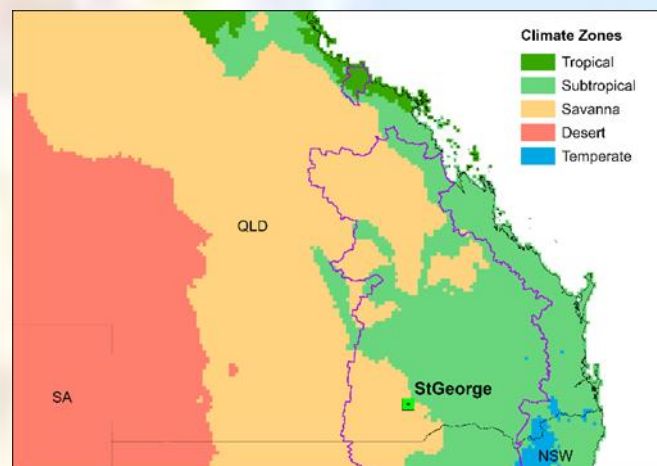 Climate Zones
Tropical
Subtropical
Savanna
Desert
Temperate
QLD
StGeorge
SA
NSW